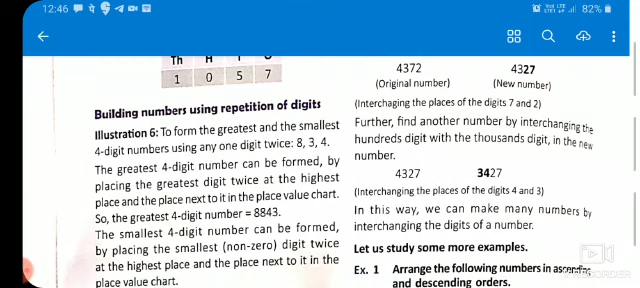 12:46
82%
Th H T O
1 0 5 7
Building numbers using repetition of digits
Illustration 6: To form the greatest and the smallest
4-digit numbers using any one digit twice: 8, 3, 4.
The greatest 4-digit number can be formed, by
placing the greatest digit twice at the highest
place and the place next to it in the place value chart.
So, the greatest 4-digit number = 8843.
The smallest 4-digit number can be formed,
by placing the smallest (non-zero) digit twice
at the highest place and the place next to it in the
place value chart.
4372 4327
(Original number) (New number)
(Interchaging the places of the digits 7 and 2)
Further, find another number by interchanging the
hundreds digit with the thousands digit, in the new
number.
4327 3427
(Interchanging the places of the digits 4 and 3)
In this way, we can make many numbers by
interchanging the digits of a number.
Let us study some more examples.
Ex. 1 Arrange the following numbers in ascending
and descending orders.